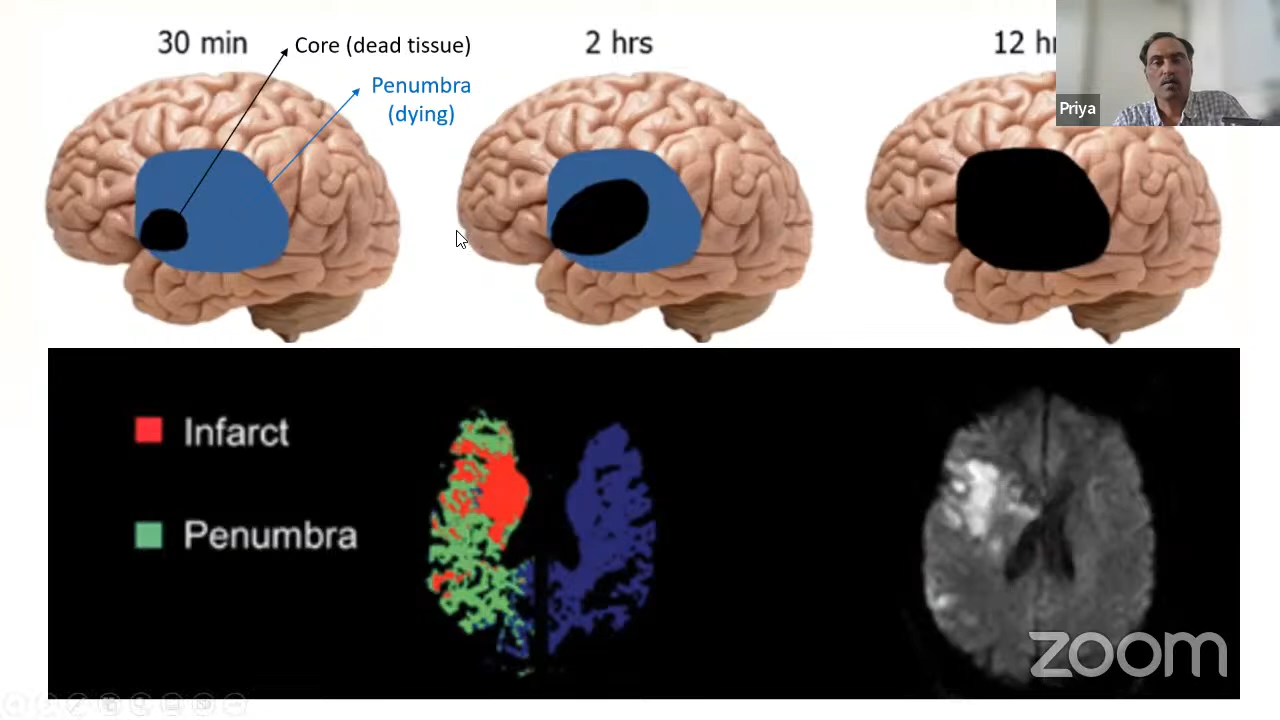 30 min
Core (dead tissue)
Penumbra
(dying)
2 hrs
12
Priya
Infarct
Penumbra
zoom